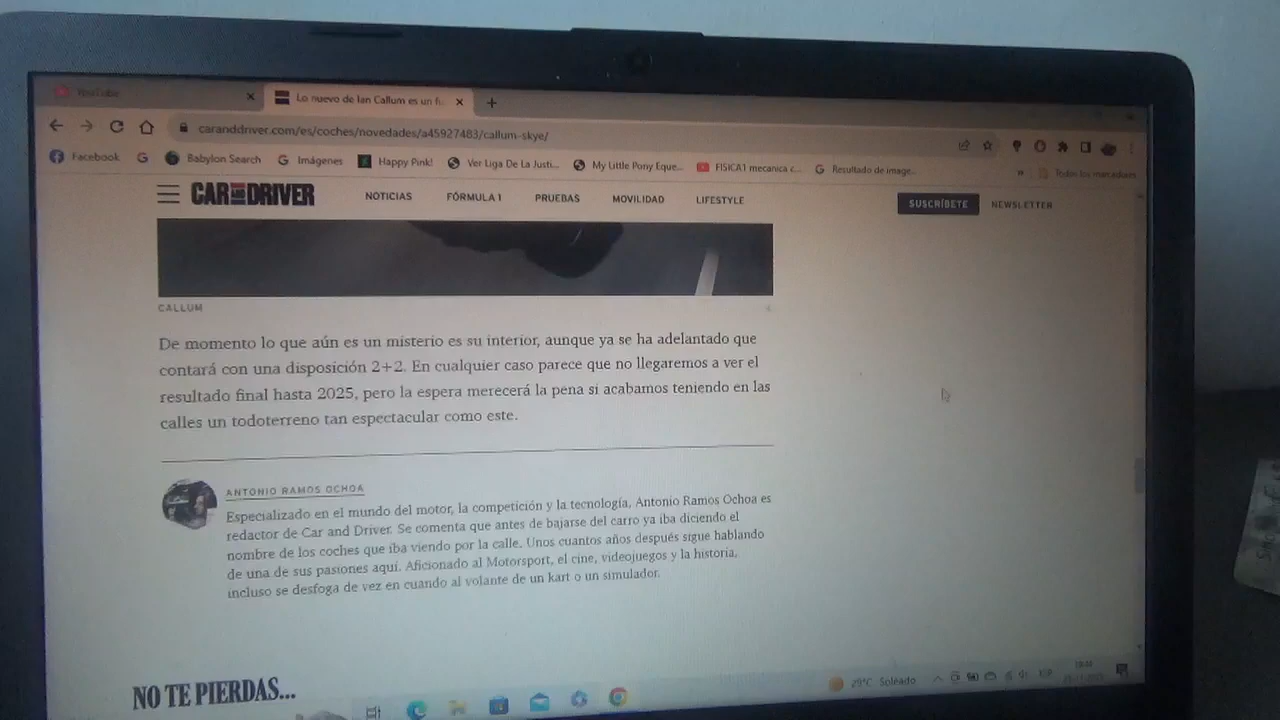 YouTube
Lo nuevo de Ian Callum es un f
caranddriver.com/es/coches/novedades/a45927483/callum-skye/
Facebook
Babylon Search
Imágenes
Happy Pink!
Ver Liga De La Justi...
My Little Pony Eque...
FISICA1 mecanica c...
Resultado de image...
»
Todos los marcadores
CAR AND DRIVER
NOTICIAS
FÓRMULA 1
PRUEBAS
MOVILIDAD
LIFESTYLE
SUSCRÍBETE
NEWSLETTER
CALLUM
De momento lo que aún es un misterio es su interior, aunque ya se ha adelantado que
contará con una disposición 2+2. En cualquier caso parece que no llegaremos a ver el
resultado final hasta 2025, pero la espera merecerá la pena si acabamos teniendo en las
calles un todoterreno tan espectacular como este.
ANTONIO RAMOS OCHOA
Especializado en el mundo del motor, la competición y la tecnología, Antonio Ramos Ochoa es
redactor de Car and Driver. Se comenta que antes de bajarse del carro ya iba diciendo el
nombre de los coches que iba viendo por la calle. Unos cuantos años después sigue hablando
de una de sus pasiones aquí. Aficionado al Motorsport, el cine, videojuegos y la historia,
incluso se desfoga de vez en cuando al volante de un kart o un simulador.
NO TE PIERDAS...
29°C Soleado
ESP